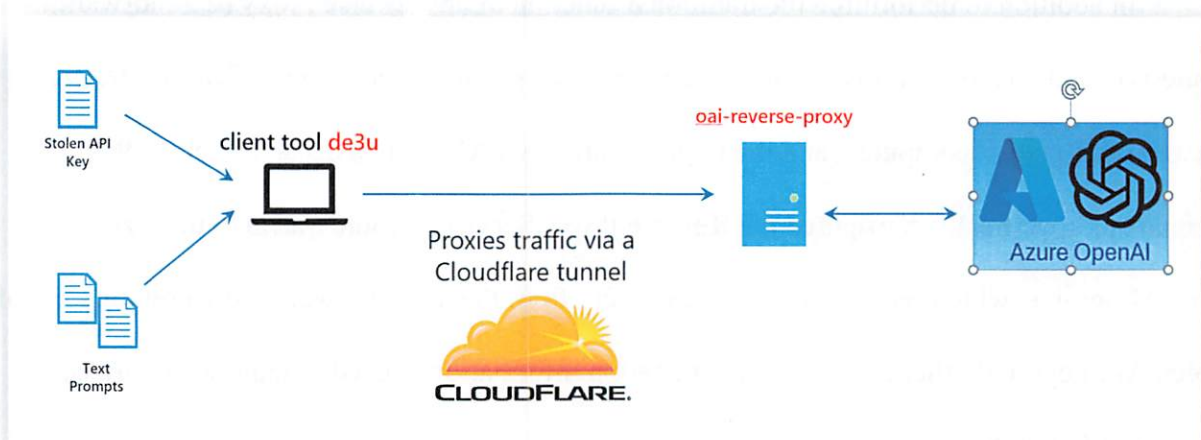 Stolen API
Key
client tool de3u
Text
Prompts
Proxies traffic via a
Cloudflare tunnel
CLOUDFLARE.
oai-reverse-proxy
Azure OpenAI